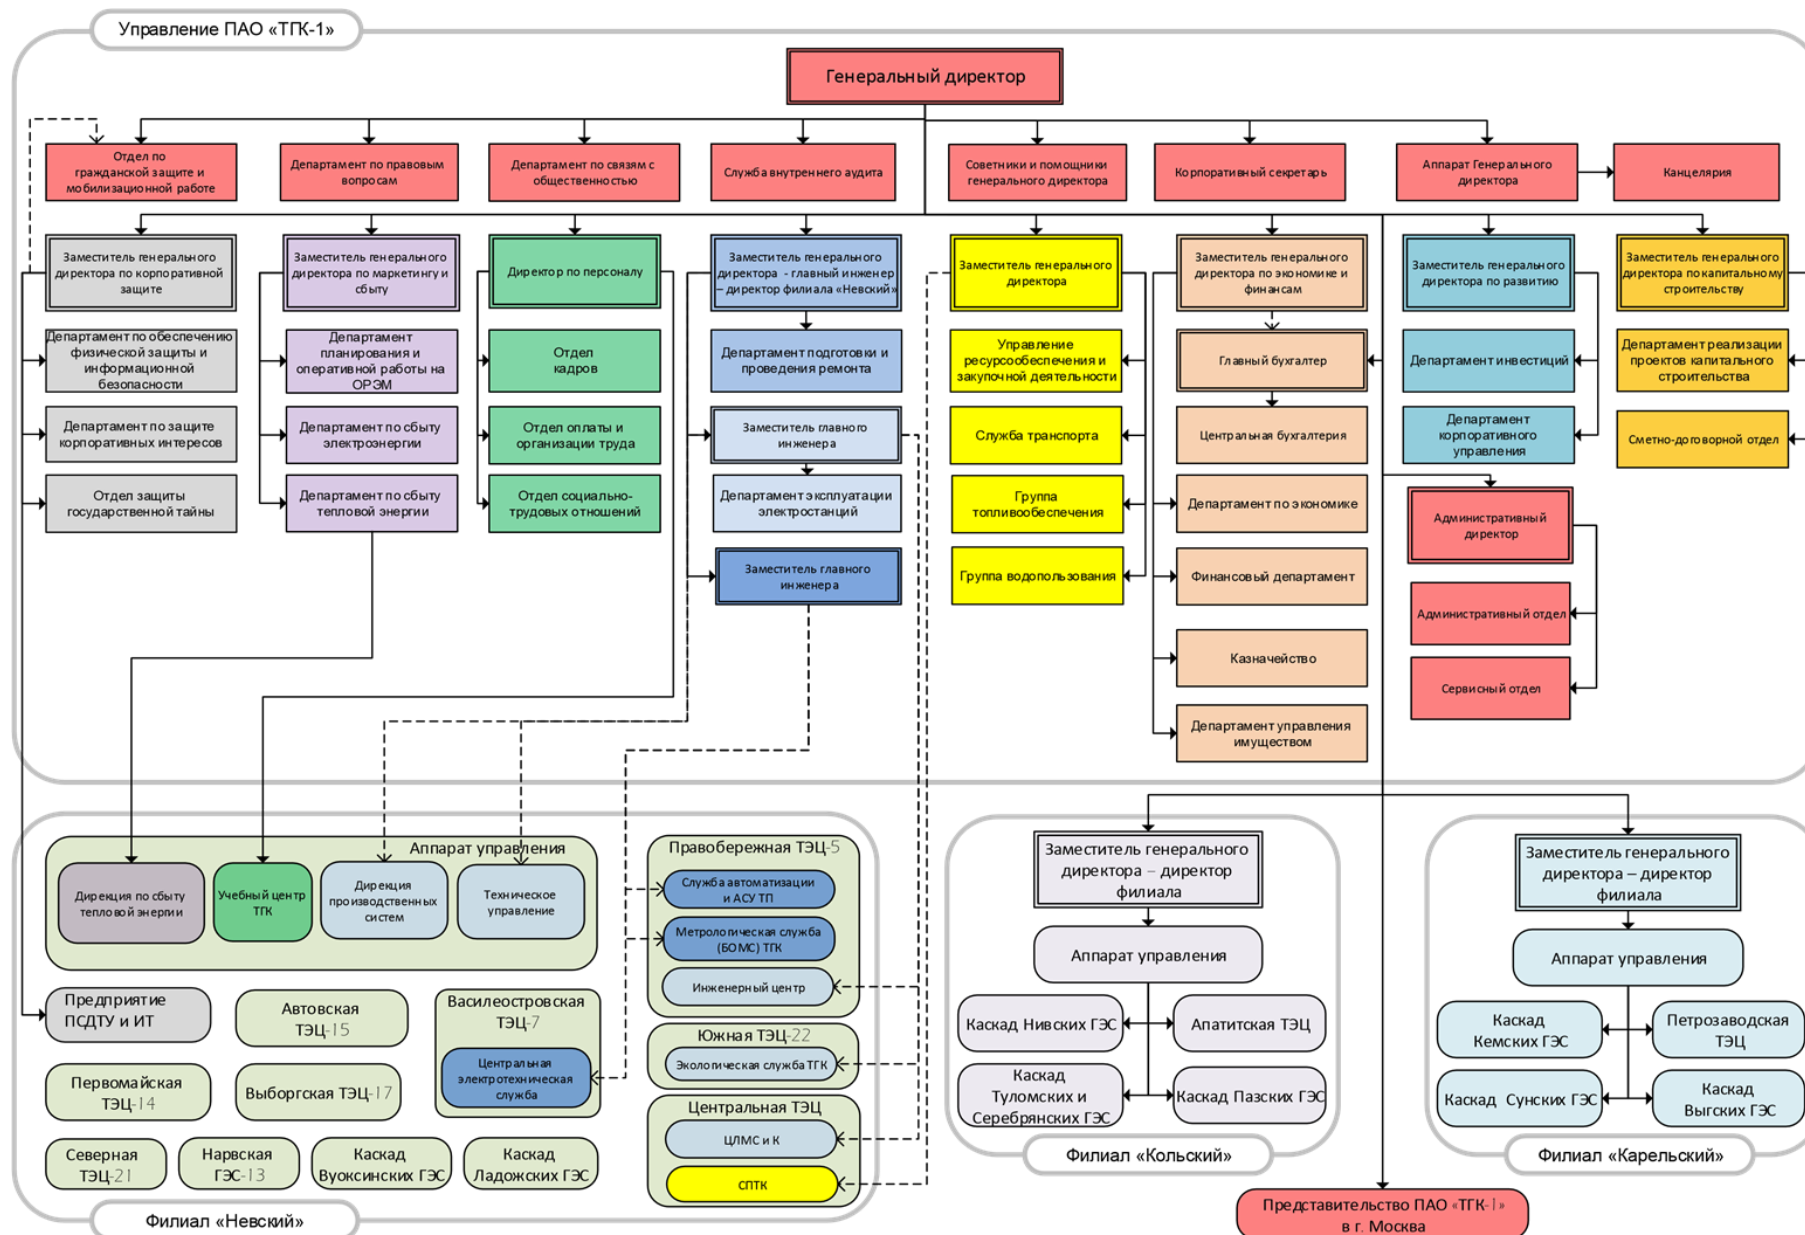 Управление ПАО «ТГК-1»
Генеральный директор
Отдел по
гражданской защите и
мобилизационной работе
Департамент по правовым
вопросам
Департамент по связям с
общественностью
Служба внутреннего аудита
Советники и помощники
генерального директора
Корпоративный секретарь
Аппарат Генерального
директора
Канцелярия
Заместитель генерального
директора по корпоративной
защите
Заместитель генерального
директора по маркетингу и
сбыту
Директор по персоналу
Заместитель генерального
директора - главный инженер
– директор филиала «Невский»
Заместитель генерального
директора
Заместитель генерального
директора по экономике и
финансам
Заместитель генерального
директора по развитию
Заместитель генерального
директора по капитальному
строительству
Департамент по обеспечению
физической защиты и
информационной
безопасности
Департамент
планирования и
оперативной работы на
ОРЭМ
Отдел
кадров
Департамент подготовки и
проведения ремонта
Управление
ресурсообеспечения и
закупочной деятельности
Главный бухгалтер
Департамент инвестиций
Департамент реализации
проектов капитального
строительства
Департамент по защите
корпоративных интересов
Департамент по сбыту
электроэнергии
Отдел оплаты и
организации труда
Заместитель главного
инженера
Служба транспорта
Центральная бухгалтерия
Департамент
корпоративного
управления
Сметно-договорной отдел
Отдел защиты
государственной тайны
Департамент по сбыту
тепловой энергии
Отдел социально-
трудовых отношений
Департамент эксплуатации
электростанций
Группа
топливообеспечения
Департамент по экономике
Административный
директор
Заместитель главного
инженера
Группа водопользования
Финансовый департамент
Административный отдел
Казначейство
Сервисный отдел
Департамент управления
имуществом
Аппарат управления
Дирекция по сбыту
тепловой энергии
Учебный центр
ТГК
Дирекция
производственных
систем
Техническое
управление
Правобережная ТЭЦ-5
Служба автоматизации
и АСУ ТП
Метрологическая служба
(БОМС) ТГК
Инженерный центр
Предприятие
ПСДТУ и ИТ
Автовская
ТЭЦ-15
Василеостровская
ТЭЦ-7
Центральная
электротехническая
служба
Южная ТЭЦ-22
Экологическая служба ТГК
Первомайская
ТЭЦ-14
Выборгская ТЭЦ-17
Центральная ТЭЦ
ЦЛМС и К
СПТК
Северная
ТЭЦ-21
Нарвская
ГЭС-13
Каскад
Вуоксинских ГЭС
Каскад
Ладожских ГЭС
Филиал «Невский»
Заместитель генерального
директора – директор
филиала
Аппарат управления
Каскад Нивских ГЭС
Апатитская ТЭЦ
Каскад
Туломских и
Серебрянских ГЭС
Каскад Пазских ГЭС
Филиал «Кольский»
Заместитель генерального
директора – директор
филиала
Аппарат управления
Каскад
Кемских ГЭС
Петрозаводская
ТЭЦ
Каскад Сунских ГЭС
Каскад
Выгских ГЭС
Филиал «Карельский»
Представительство ПАО «ТГК-1»
в г. Москва